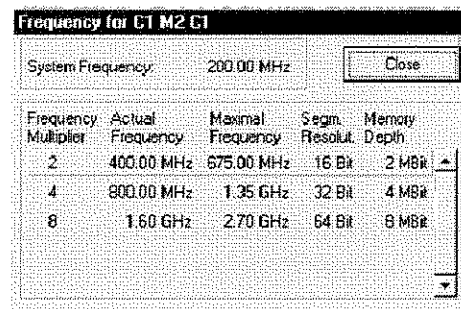 Frequency for C1 M2 C1
System Frequency: 200.00 MHz Close
Frequency Actual Maximal Segm. Memory
Multiplier Frequency Frequency Resolut. Depth
2 400.00 MHz 675.00 MHz 16 Bit 2 MBit
4 800.00 MHz 1.35 GHz 32 Bit 4 MBit
8 1.60 GHz 2.70 GHz 64 Bit 8 MBit